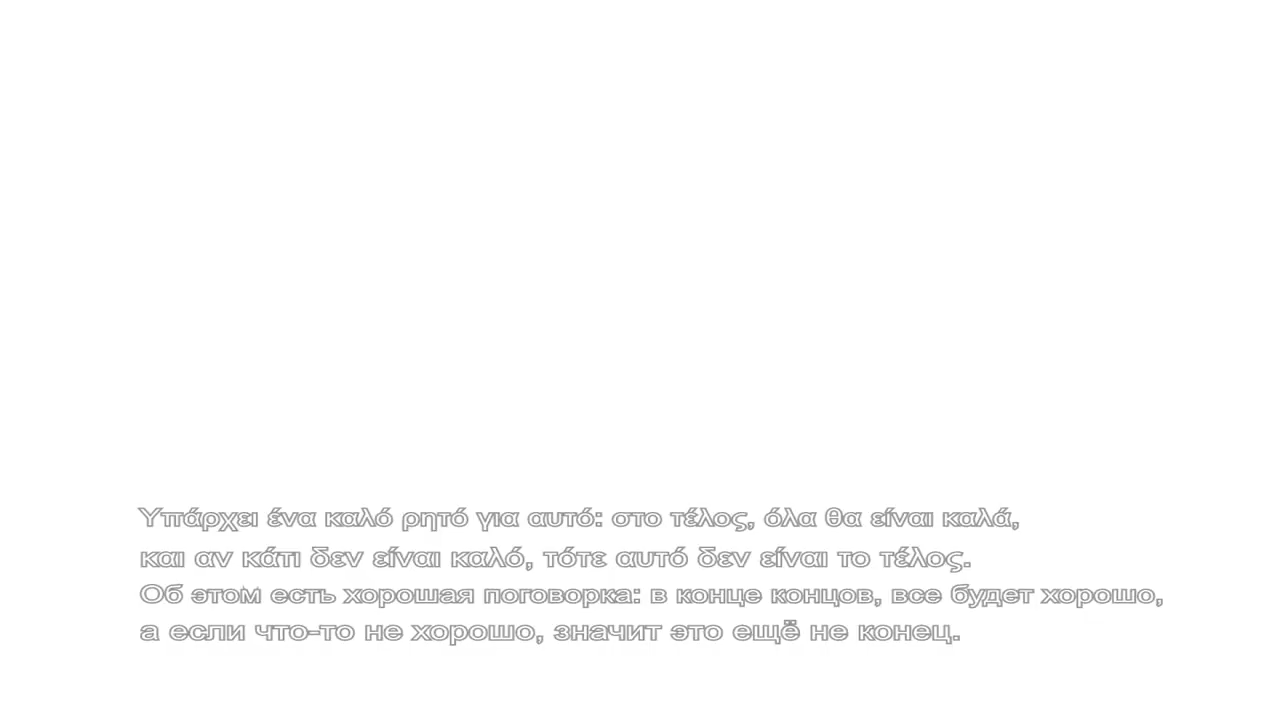 Υπάρχει ένα καλό ρητό για αυτό: στο τέλος, όλα θα είναι καλά,
και αν κάτι δεν είναι καλό, τότε αυτό δεν είναι το τέλος.
Об этом есть хорошая поговорка: в конце концов, все будет хорошо,
а если что-то не хорошо, значит это ещё не конец.